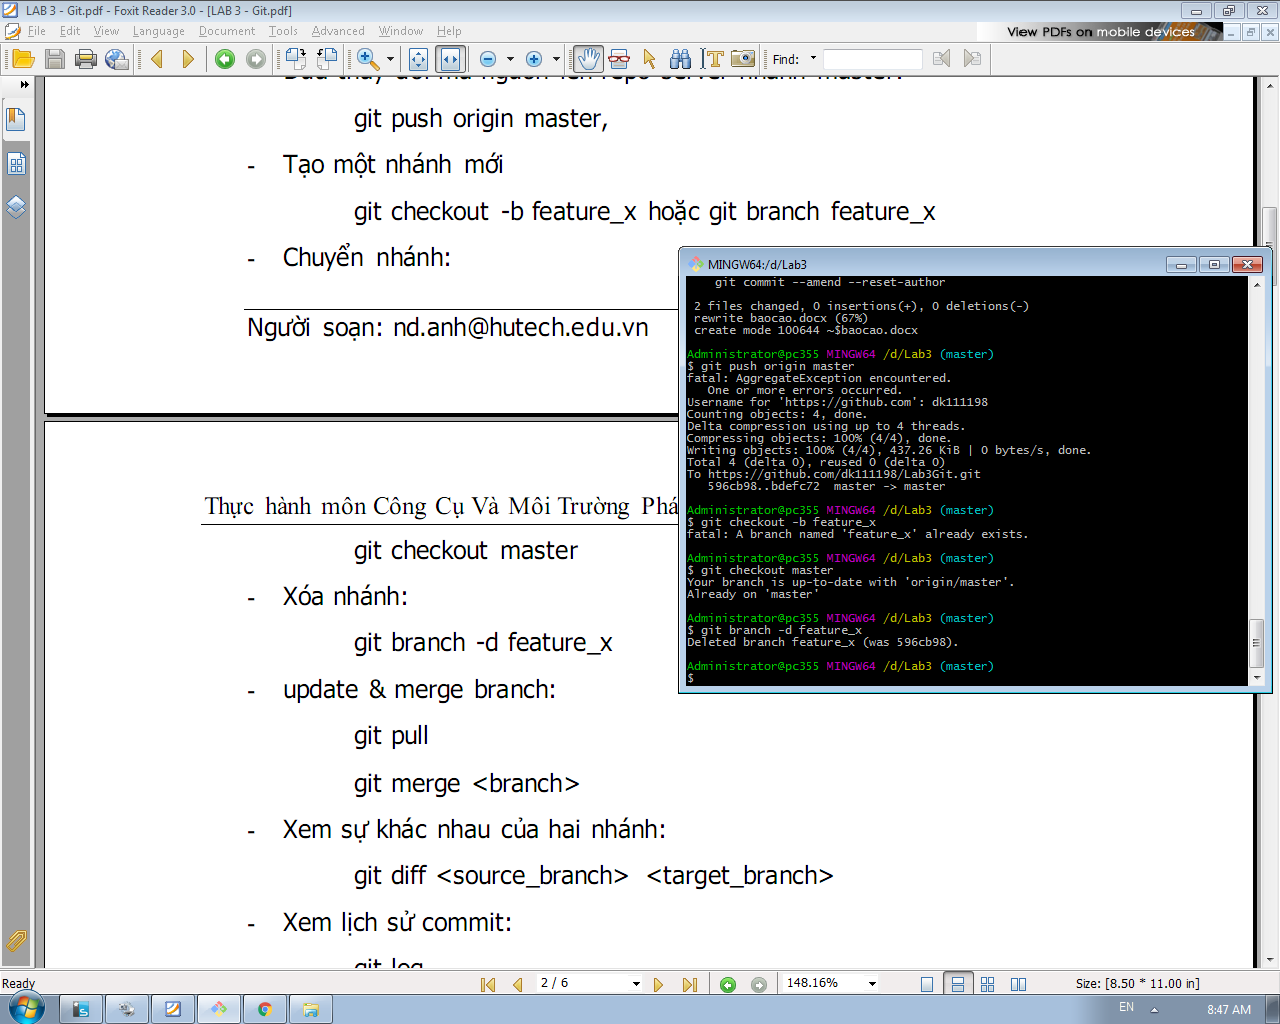 LAB 3 - Git.pdf - Foxit Reader 3.0 - [LAB 3 - Git.pdf]
File Edit View Language Document Tools Advanced Window Help
View PDFs on mobile devices
Find:
git push origin master,
- Tạo một nhánh mới
git checkout -b feature_x hoặc git branch feature_x
- Chuyển nhánh:
Người soạn: nd.anh@hutech.edu.vn
Thực hành môn Công Cụ Và Môi Trường Phá
git checkout master
- Xóa nhánh:
git branch -d feature_x
- update & merge branch:
git pull
git merge <branch>
- Xem sự khác nhau của hai nhánh:
git diff <source_branch> <target_branch>
- Xem lịch sử commit:
git log
MINGW64:/d/Lab3
git commit --amend --reset-author
2 files changed, 0 insertions(+), 0 deletions(-)
rewrite baocao.docx (67%)
create mode 100644 ~$baocao.docx
Administrator@pc355 MINGW64 /d/Lab3 (master)
$ git push origin master
fatal: AggregateException encountered.
One or more errors occurred.
Username for 'https://github.com': dk111198
Counting objects: 4, done.
Delta compression using up to 4 threads.
Compressing objects: 100% (4/4), done.
Writing objects: 100% (4/4), 437.26 KiB | 0 bytes/s, done.
Total 4 (delta 0), reused 0 (delta 0)
To https://github.com/dk111198/Lab3Git.git
596cb98..bdefc72 master -> master
Administrator@pc355 MINGW64 /d/Lab3 (master)
$ git checkout -b feature_x
fatal: A branch named 'feature_x' already exists.
Administrator@pc355 MINGW64 /d/Lab3 (master)
$ git checkout master
Your branch is up-to-date with 'origin/master'.
Already on 'master'
Administrator@pc355 MINGW64 /d/Lab3 (master)
$ git branch -d feature_x
Deleted branch feature_x (was 596cb98).
Administrator@pc355 MINGW64 /d/Lab3 (master)
$
Ready
2 / 6
148.16%
Size: [8.50 * 11.00 in]
EN
8:47 AM